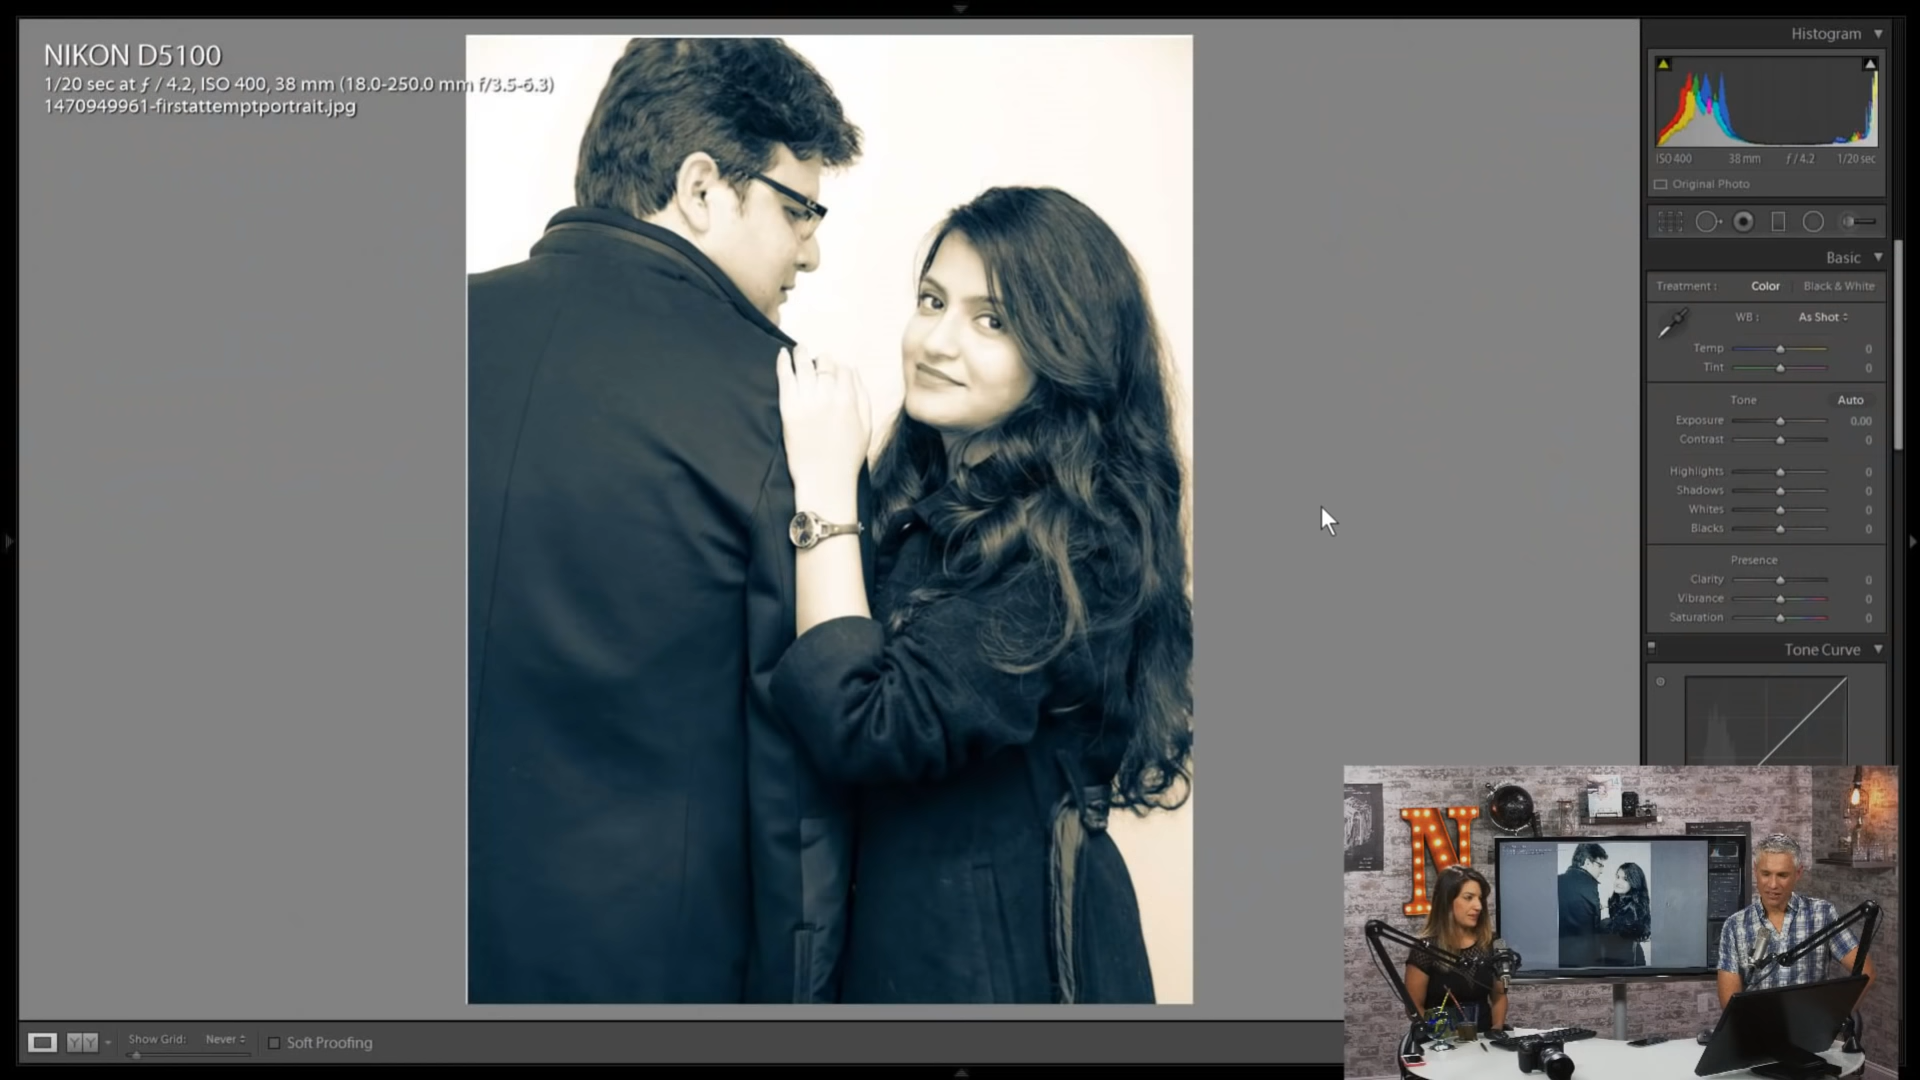 NIKON D5100
1/20 sec at ƒ / 4.2, ISO 400, 38 mm (18.0-250.0 mm f/3.5-6.3)
1470949961-firstattemptportrait.jpg
Histogram
ISO 400 38 mm ƒ / 4.2 1/20 sec
Original Photo
Basic
Treatment : Color Black & White
WB : As Shot
Temp 0
Tint 0
Tone Auto
Exposure 0.00
Contrast 0
Highlights 0
Shadows 0
Whites 0
Blacks 0
Presence
Clarity 0
Vibrance 0
Saturation 0
Tone Curve
N
YY
Show Grid: Never
Soft Proofing